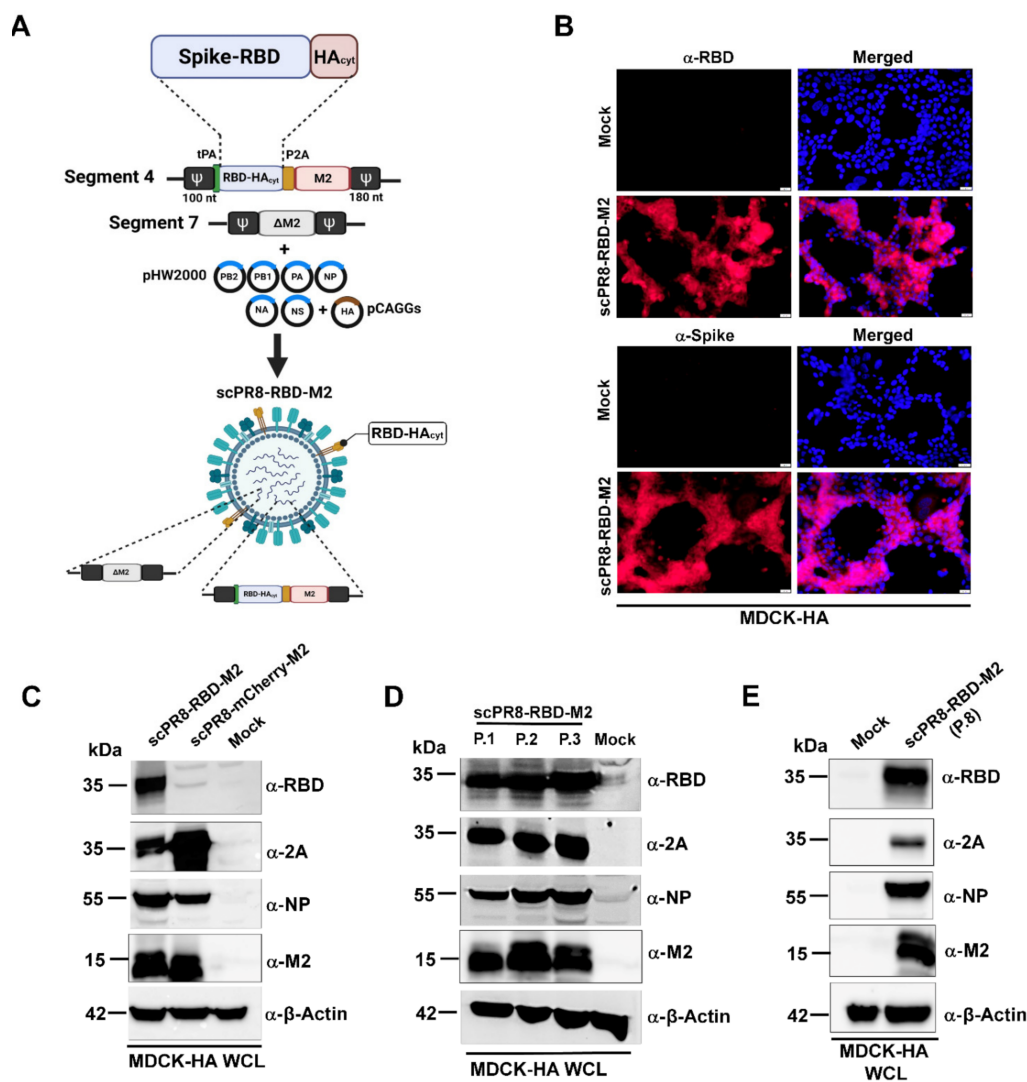 A
Spike-RBD
HAcyt
tPA
P2A
Segment 4
Ψ
RBD-HAcyt
M2
Ψ
100 nt
180 nt
Segment 7
Ψ
ΔM2
Ψ
+
pHW2000
PB2
PB1
PA
NP
NA
NS
+
HA
pCAGGs
scPR8-RBD-M2
RBD-HAcyt
ΔM2
RBD-HAcyt
M2
B
α-RBD
Merged
Mock
scPR8-RBD-M2
α-Spike
Merged
Mock
scPR8-RBD-M2
MDCK-HA
C
scPR8-RBD-M2
scPR8-mCherry-M2
Mock
kDa
35
α-RBD
35
α-2A
55
α-NP
15
α-M2
42
α-β-Actin
MDCK-HA WCL
D
scPR8-RBD-M2
P.1 P.2 P.3 Mock
kDa
35
α-RBD
35
α-2A
55
α-NP
15
α-M2
42
α-β-Actin
MDCK-HA WCL
E
Mock
scPR8-RBD-M2
(P.8)
kDa
35
α-RBD
35
α-2A
55
α-NP
15
α-M2
42
α-β-Actin
MDCK-HA
WCL